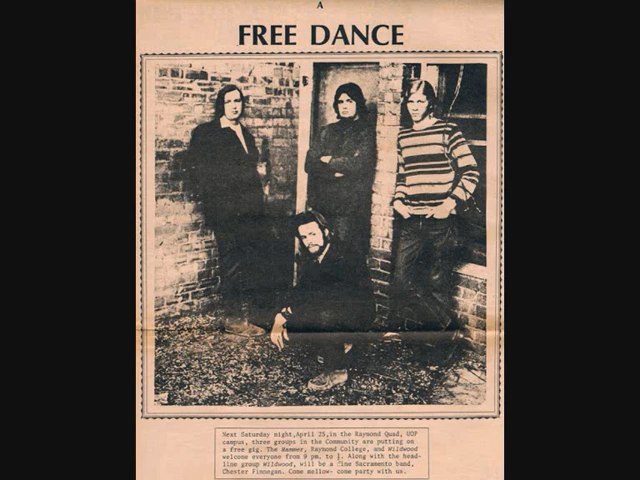 A
FREE DANCE
Next Saturday night,April 25,in the Raymond Quad, UOP
campus, three groups in the Community are putting on
a free gig. The Hammer, Raymond College, and Wildwood
welcome everyone from 9 pm. to 1. Along with the head-
line group Wildwood, will be a fine Sacramento band,
Chester Finnegan. Come mellow- come party with us.